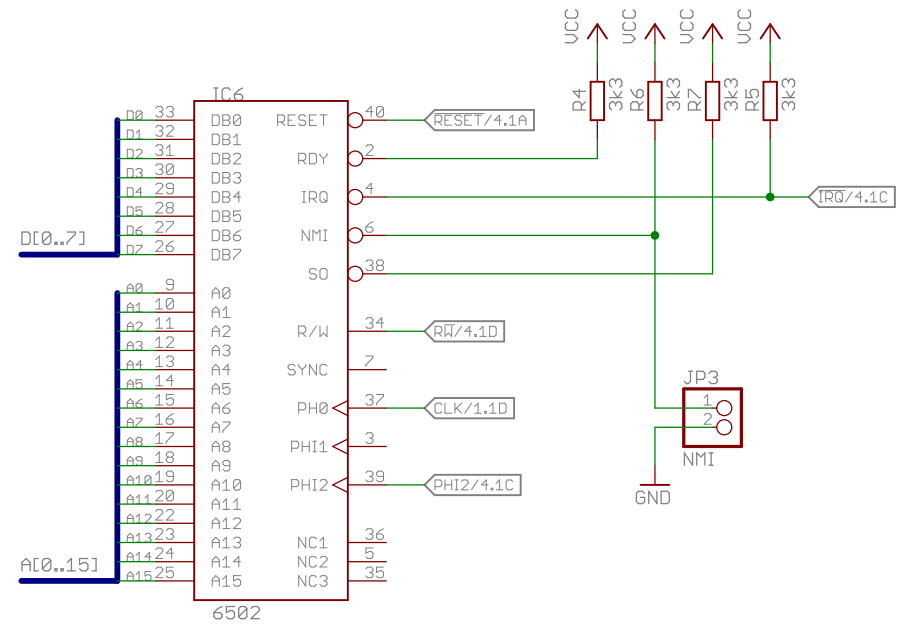 VCC VCC VCC VCC
R4 3k3 R6 3k3 R7 3k3 R5 3k3
IC6
D0 33 DB0 RESET 40 RESET/4.1A
D1 32 DB1
D2 31 DB2 RDY 2
D3 30 DB3
D4 29 DB4 IRQ 4 IRQ/4.1C
D5 28 DB5
D6 27 DB6 NMI 6
D[0..7]
D7 26 DB7
SO 38
A0 9 A0
A1 10 A1
A2 11 A2 R/W 34 RW/4.1D
A3 12 A3
A4 13 A4 SYNC 7
JP3
A5 14 A5
A6 15 A6 PH0 37 CLK/1.1D 1
A7 16 A7 2
A8 17 A8 PHI1 3
A9 18 A9 NMI
A10 19 A10 PHI2 39 PHI2/4.1C
A11 20 A11 GND
A12 22 A12
A13 23 A13 NC1 36
A14 24 A14 NC2 5
A[0..15]
A15 25 A15 NC3 35
6502